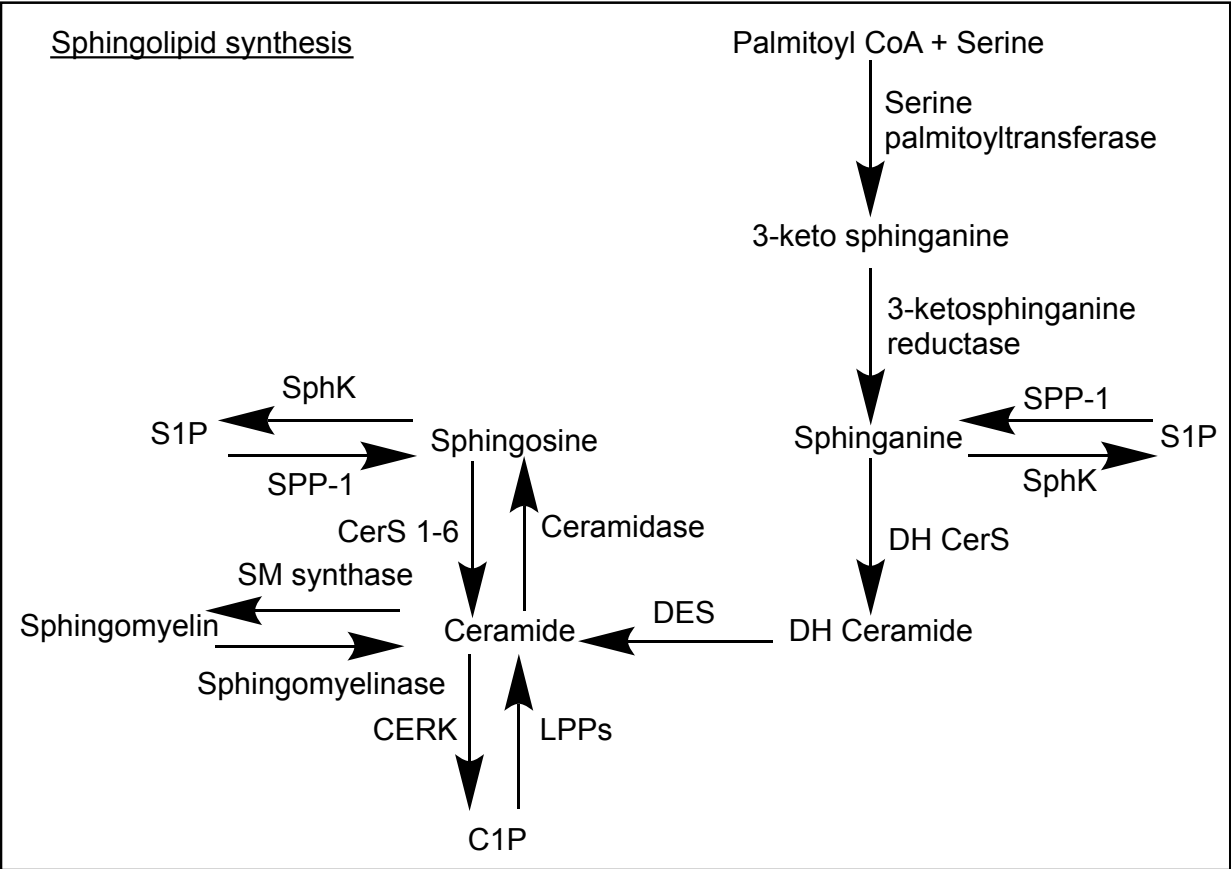 Sphingolipid synthesis
Palmitoyl CoA + Serine
Serine
palmitoyltransferase
3-keto sphinganine
3-ketosphinganine
reductase
SphK
SPP-1
S1P
Sphingosine
Sphinganine
S1P
SPP-1
SphK
CerS 1-6
Ceramidase
DH CerS
SM synthase
DES
Sphingomyelin
Ceramide
DH Ceramide
Sphingomyelinase
CERK
LPPs
C1P